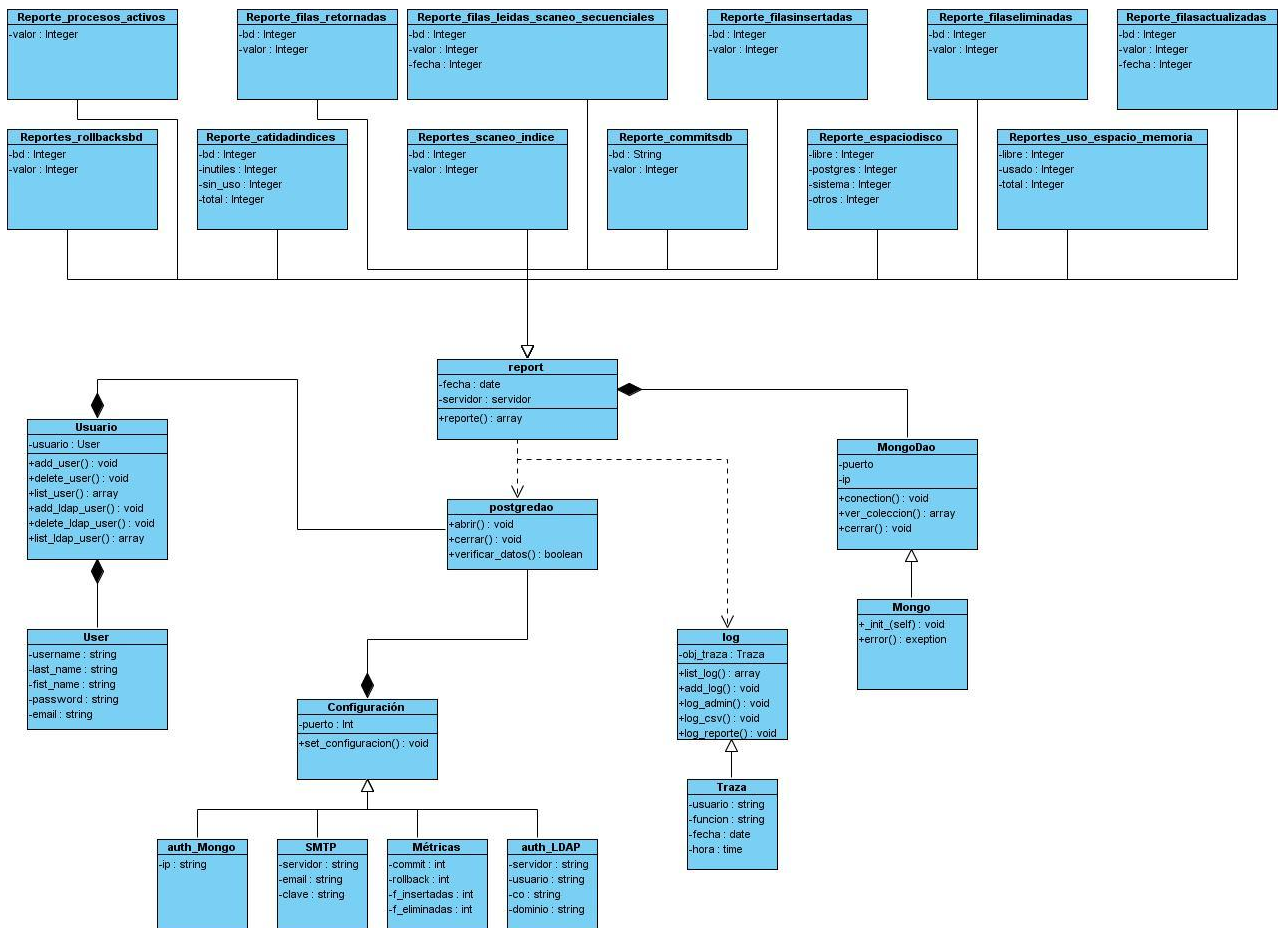 Reporte_procesos_activos
-valor : Integer
Reporte_filas_retornadas
-bd : Integer
-valor : Integer
Reporte_filas_leidas_scaneo_secuenciales
-bd : Integer
-valor : Integer
-fecha : Integer
Reporte_filasinsertadas
-bd : Integer
-valor : Integer
Reporte_filaseliminadas
-bd : Integer
-valor : Integer
Reporte_filasactualizadas
-bd : Integer
-valor : Integer
-fecha : Integer
Reportes_rollbacksbd
-bd : Integer
-valor : Integer
Reporte_catidadindices
-bd : Integer
-inutiles : Integer
-sin_uso : Integer
-total : Integer
Reportes_scaneo_indice
-bd : Integer
-valor : Integer
Reporte_commitsdb
-bd : String
-valor : Integer
Reporte_espaciodisco
-libre : Integer
-postgres : Integer
-sistema : Integer
-otros : Integer
Reportes_uso_espacio_memoria
-libre : Integer
-usado : Integer
-total : Integer
report
-fecha : date
-servidor : servidor
+reporte() : array
Usuario
-usuario : User
+add_user() : void
+delete_user() : void
+list_user() : array
+add_ldap_user() : void
+delete_ldap_user() : void
+list_ldap_user() : array
MongoDao
-puerto
-ip
+conection() : void
+ver_coleccion() : array
+cerrar() : void
postgredao
+abrir() : void
+cerrar() : void
+verificar_datos() : boolean
Mongo
+_init_(self) : void
+error() : exeption
User
-username : string
-last_name : string
-fist_name : string
-password : string
-email : string
log
-obj_traza : Traza
+list_log() : array
+add_log() : void
+log_admin() : void
+log_csv() : void
+log_reporte() : void
Configuración
-puerto : Int
+set_configuracion() : void
Traza
-usuario : string
-funcion : string
-fecha : date
-hora : time
auth_Mongo
-ip : string
SMTP
-servidor : string
-email : string
-clave : string
Métricas
-commit : int
-rollback : int
-f_insertadas : int
-f_eliminadas : int
auth_LDAP
-servidor : string
-usuario : string
-co : string
-dominio : string